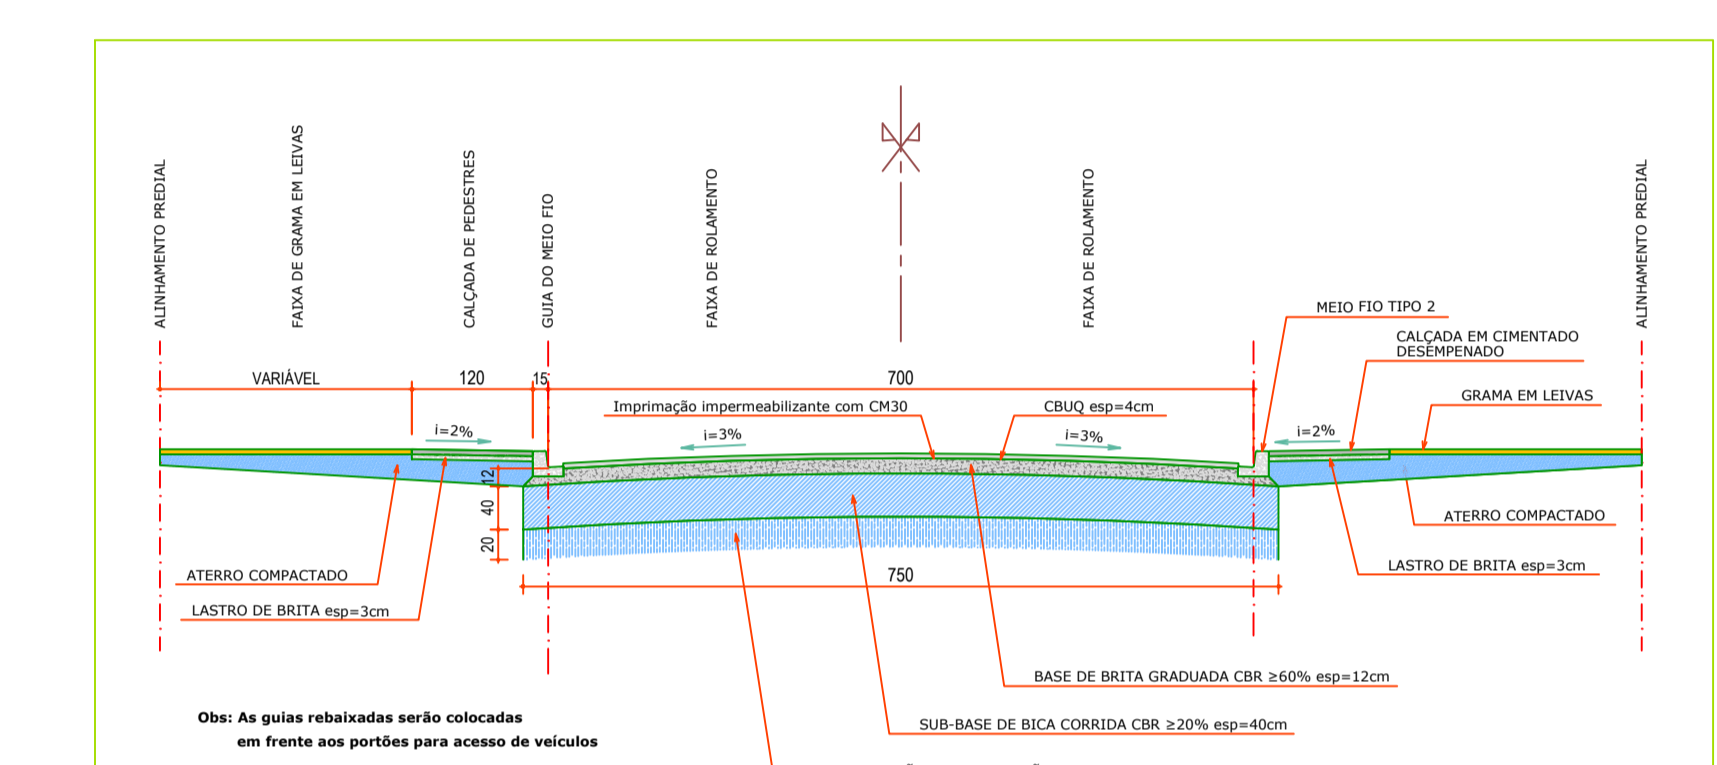 ALINHAMENTO PREDIAL
FAIXA DE GRAMA EM LEIVAS
CALÇADA DE PEDESTRES
GUIA DO MEIO FIO
FAIXA DE ROLAMENTO
FAIXA DE ROLAMENTO
ALINHAMENTO PREDIAL
MEIO FIO TIPO 2
CALÇADA EM CIMENTADO
DESEMPENADO
GRAMA EM LEIVAS
VARIÁVEL
120
15
700
Imprimação impermeabilizante com CM30
CBUQ esp=4cm
i=2%
i=3%
i=3%
i=2%
12
40
20
ATERRO COMPACTADO
LASTRO DE BRITA esp=3cm
750
ATERRO COMPACTADO
LASTRO DE BRITA esp=3cm
BASE DE BRITA GRADUADA CBR ≥60% esp=12cm
SUB-BASE DE BICA CORRIDA CBR ≥20% esp=40cm
Obs: As guias rebaixadas serão colocadas
em frente aos portões para acesso de veículos